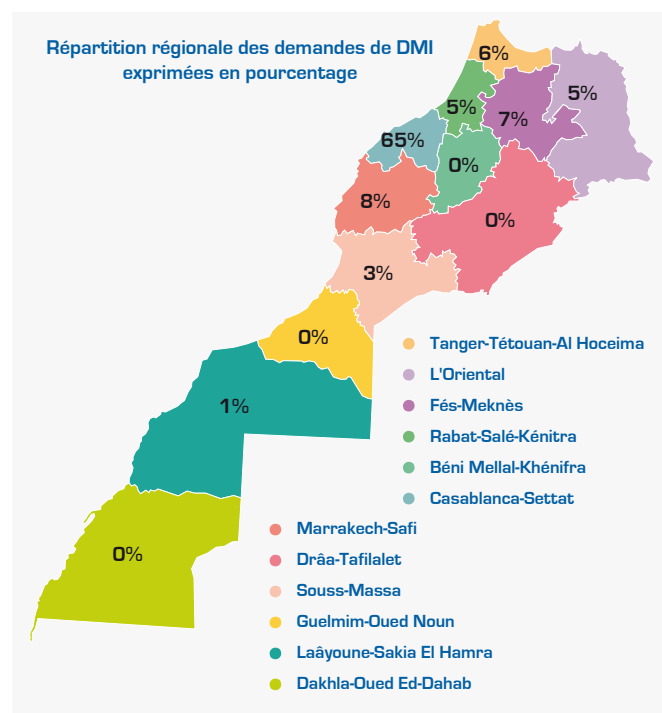 Répartition régionale des demandes de DMI
exprimées en pourcentage
6%
5%
5%
7%
65%
0%
8%
0%
3%
0%
1%
0%
Tanger-Tétouan-Al Hoceima
L'Oriental
Fés-Meknès
Rabat-Salé-Kénitra
Béni Mellal-Khénifra
Casablanca-Settat
Marrakech-Safi
Drâa-Tafilalet
Souss-Massa
Guelmim-Oued Noun
Laâyoune-Sakia El Hamra
Dakhla-Oued Ed-Dahab